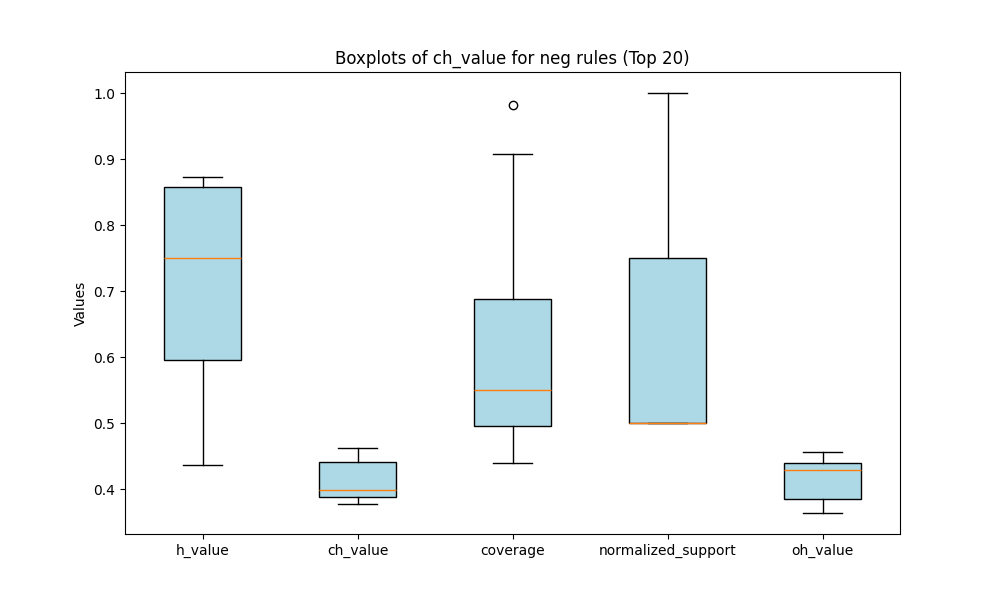 Boxplots of ch_value for neg rules (Top 20)
Values
1.0
0.9
0.8
0.7
0.6
0.5
0.4
h_value
ch_value
coverage
normalized_support
oh_value